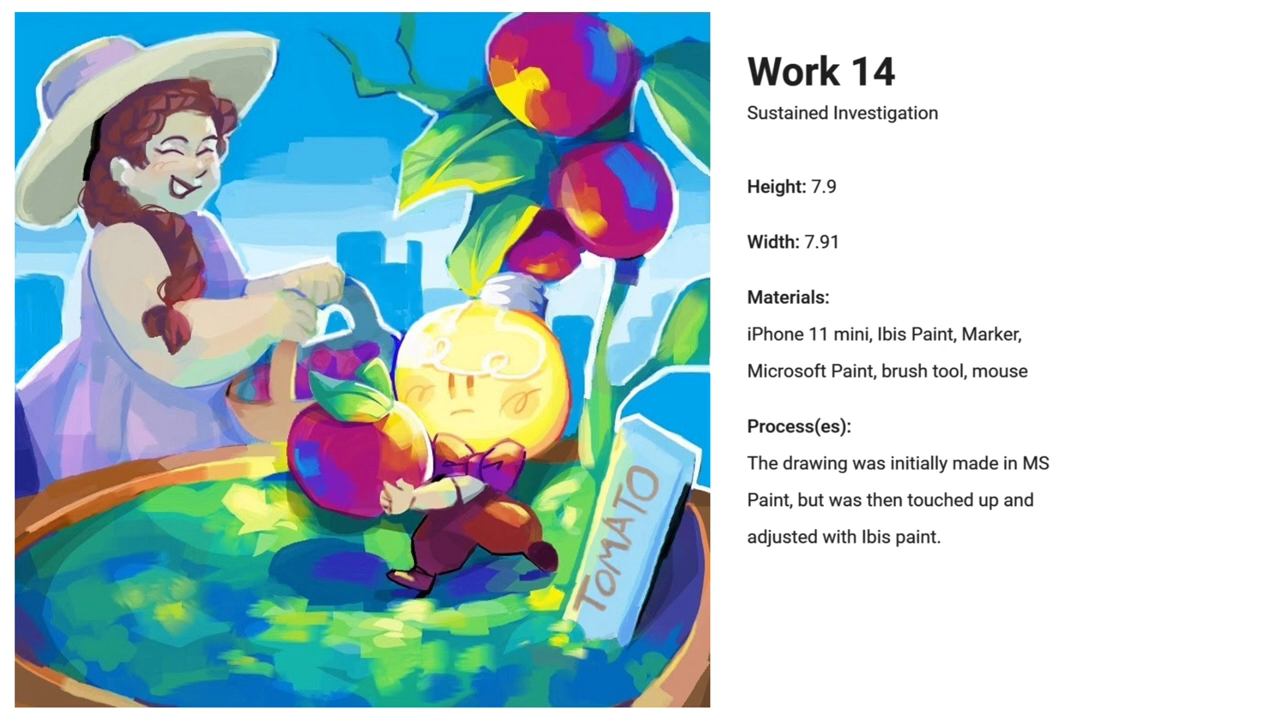 TOMATO
Work 14
Sustained Investigation
Height: 7.9
Width: 7.91
Materials:
iPhone 11 mini, Ibis Paint, Marker,
Microsoft Paint, brush tool, mouse
Process(es):
The drawing was initially made in MS
Paint, but was then touched up and
adjusted with Ibis paint.